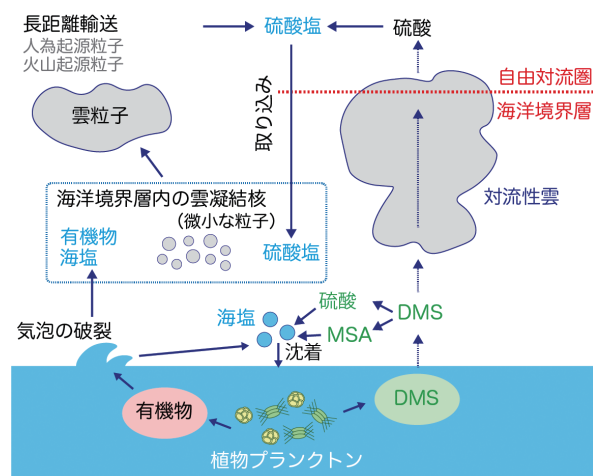 長距離輸送
人為起源粒子
火山起源粒子
硫酸塩
硫酸
自由対流圏
海洋境界層
雲粒子
取り込み
対流性雲
海洋境界層内の雲凝結核
(微小な粒子)
有機物
海塩
硫酸塩
海塩
硫酸
MSA
DMS
気泡の破裂
沈着
有機物
DMS
植物プランクトン